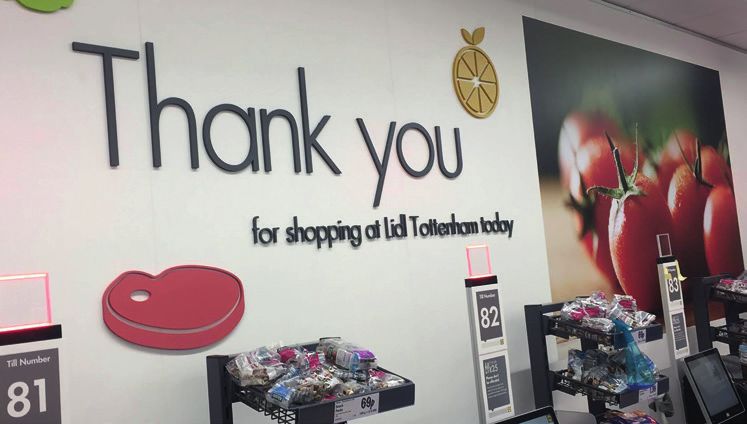 Thank you
for shopping at Lidl Tottenham today
Till Number
81
Till Number
82
83
69p